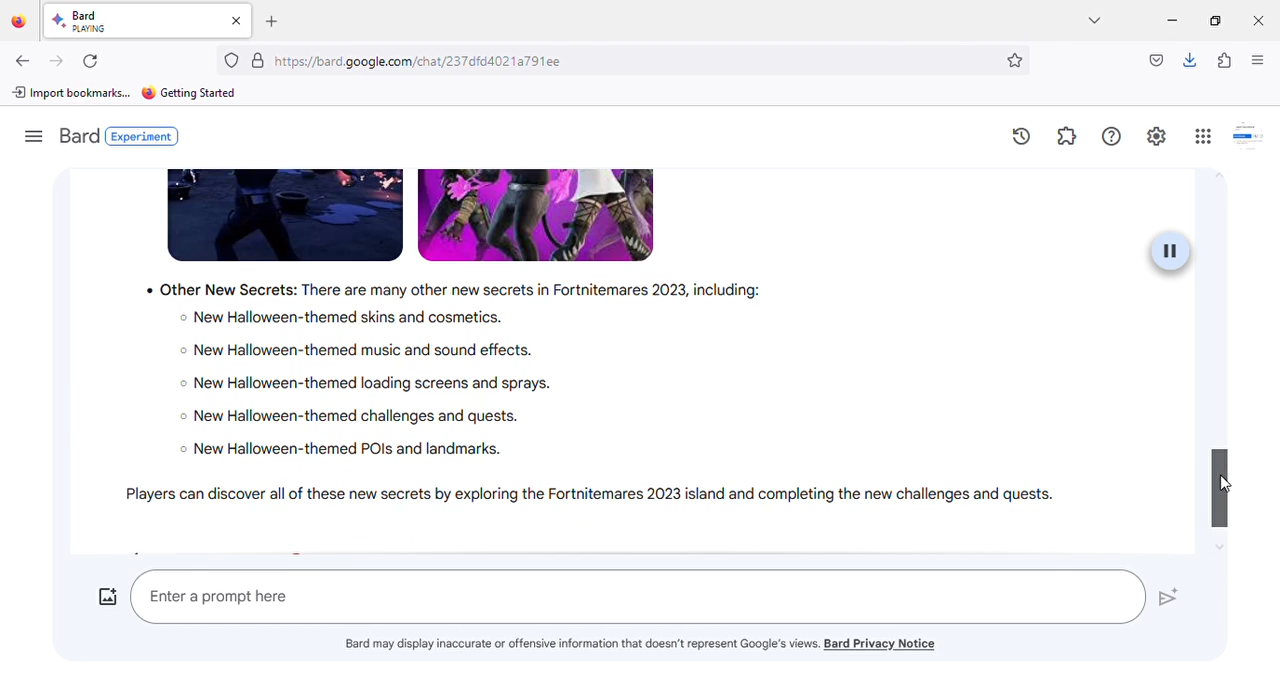 Bard
PLAYING
https://bard.google.com/chat/237dfd4021a791ee
Import bookmarks...
Getting Started
Bard Experiment
• Other New Secrets: There are many other new secrets in Fortnitemares 2023, including:
○ New Halloween-themed skins and cosmetics.
○ New Halloween-themed music and sound effects.
○ New Halloween-themed loading screens and sprays.
○ New Halloween-themed challenges and quests.
○ New Halloween-themed POIs and landmarks.
Players can discover all of these new secrets by exploring the Fortnitemares 2023 island and completing the new challenges and quests.
Enter a prompt here
Bard may display inaccurate or offensive information that doesn't represent Google's views. Bard Privacy Notice